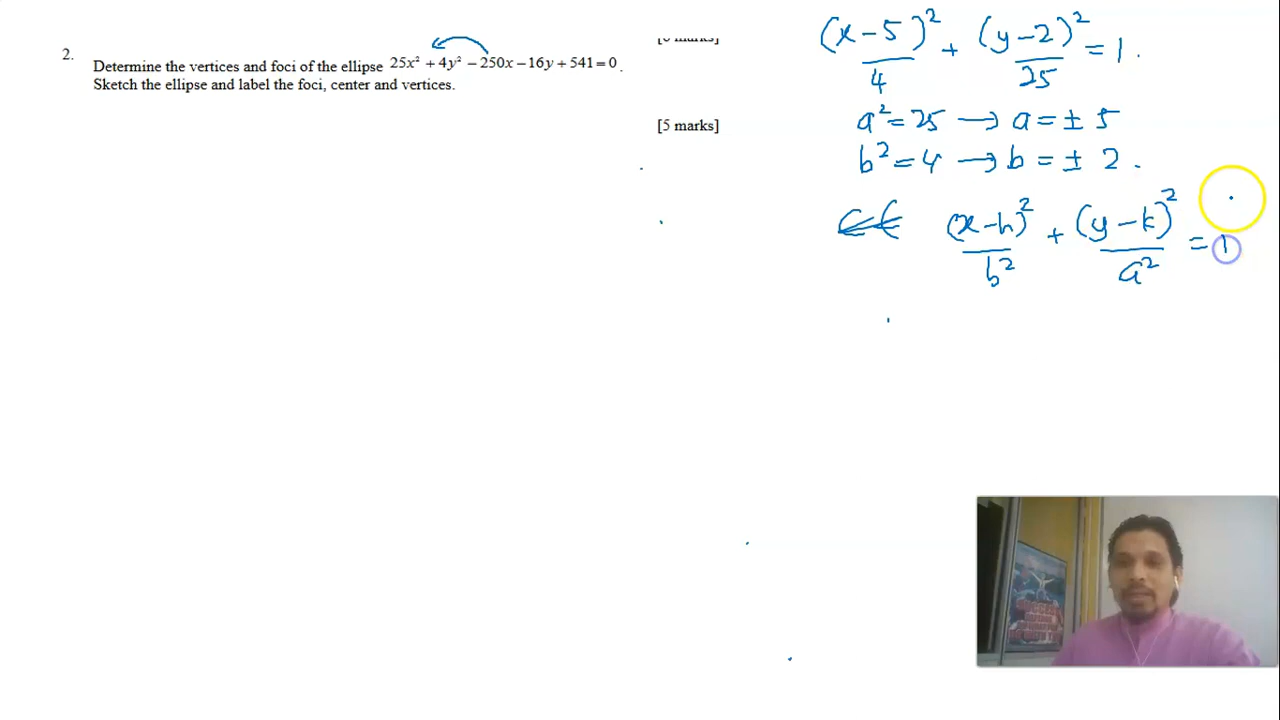 2.
Determine the vertices and foci of the ellipse 25x² + 4y² − 250x − 16y + 541 = 0.
Sketch the ellipse and label the foci, center and vertices.
[5 marks]
(x−5)²/4 + (y−2)²/25 = 1.
a² = 25 → a = ± 5
b² = 4 → b = ± 2.
(x−h)²/b² + (y−k)²/a² = 1